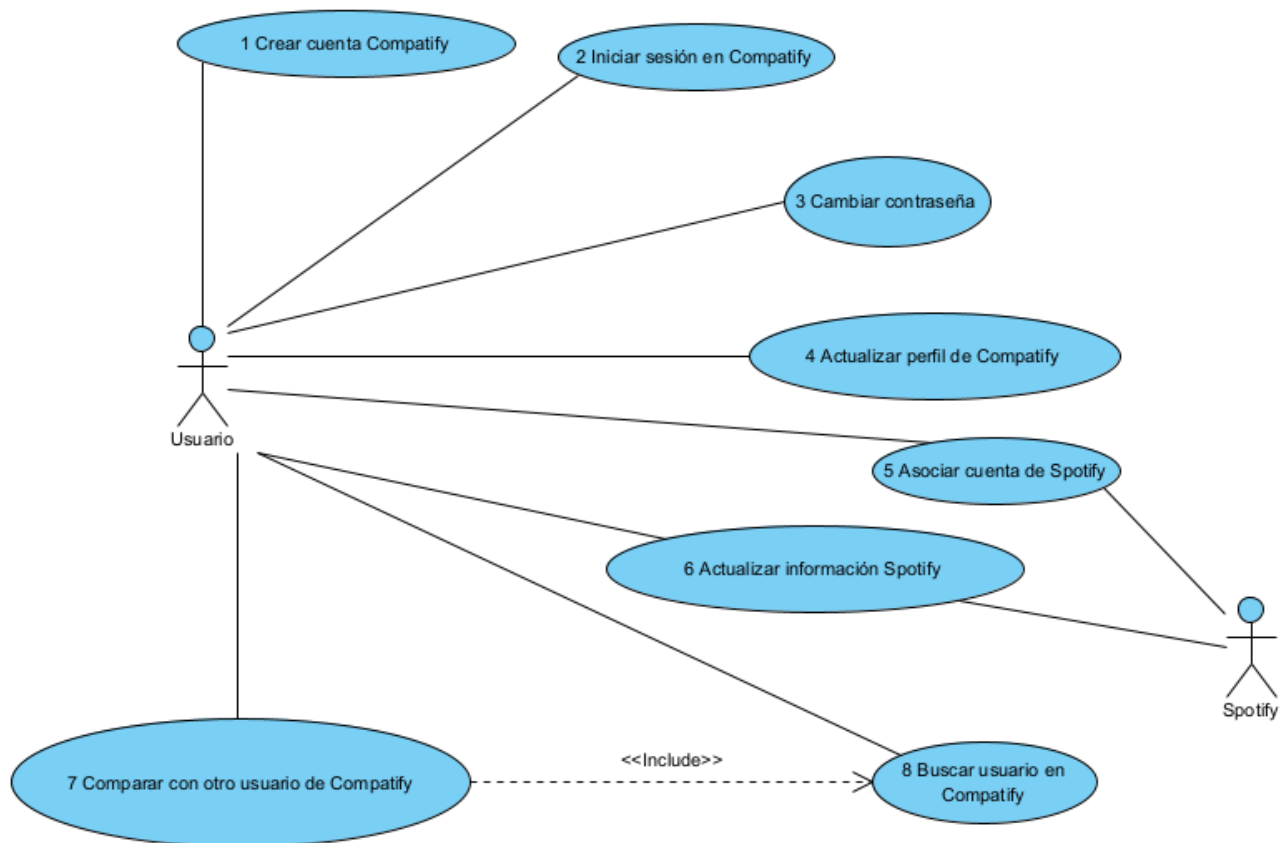 1 Crear cuenta Compatify
2 Iniciar sesión en Compatify
3 Cambiar contraseña
4 Actualizar perfil de Compatify
Usuario
5 Asociar cuenta de Spotify
6 Actualizar información Spotify
Spotify
<<Include>>
7 Comparar con otro usuario de Compatify
8 Buscar usuario en
Compatify